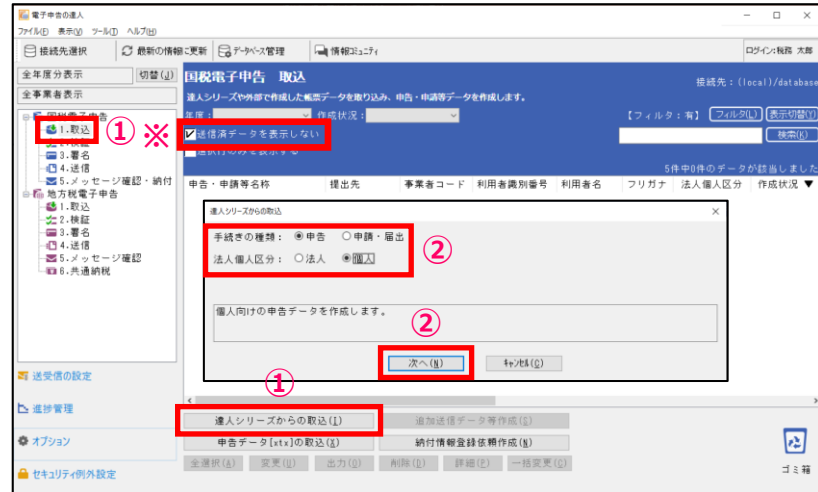 電子申告の達人
ファイル(F) 表示(V) ツール(T) ヘルプ(H)
接続先選択 最新の情報に更新 データベース管理 情報コミュニティ ログイン:税務 太郎
全年度分表示 切替(J)
全事業者表示
国税電子申告 取込
接続先：(local)/database
達人シリーズや外部で作成した帳票データを取り込み、申告・申請等データを作成します。
年度： 作成状況： 【フィルタ：有】 フィルタ(L) 表示切替(Y)
① ※
送信済データを表示しない 検索(K)
選択行のみを表示する
5件中0件のデータが該当しました
申告・申請等名称 提出先 事業者コード 利用者識別番号 利用者名 フリガナ 法人個人区分 作成状況 ▼
国税電子申告
1.取込
2.検証
3.署名
4.送信
5.メッセージ確認・納付
地方税電子申告
1.取込
2.検証
3.署名
4.送信
5.メッセージ確認
6.共通納税
達人シリーズからの取込
手続きの種類： 申告 申請・届出
法人個人区分： 法人 個人
②
個人向けの申告データを作成します。
②
次へ(N) キャンセル(C)
①
送受信の設定
進捗管理
オプション
セキュリティ例外設定
達人シリーズからの取込(I) 追加送信データ等作成(S)
申告データ[xtx]の取込(X) 納付情報登録依頼作成(N)
全選択(A) 変更(U) 出力(O) 削除(D) 詳細(P) 一括変更(G)
ゴミ箱